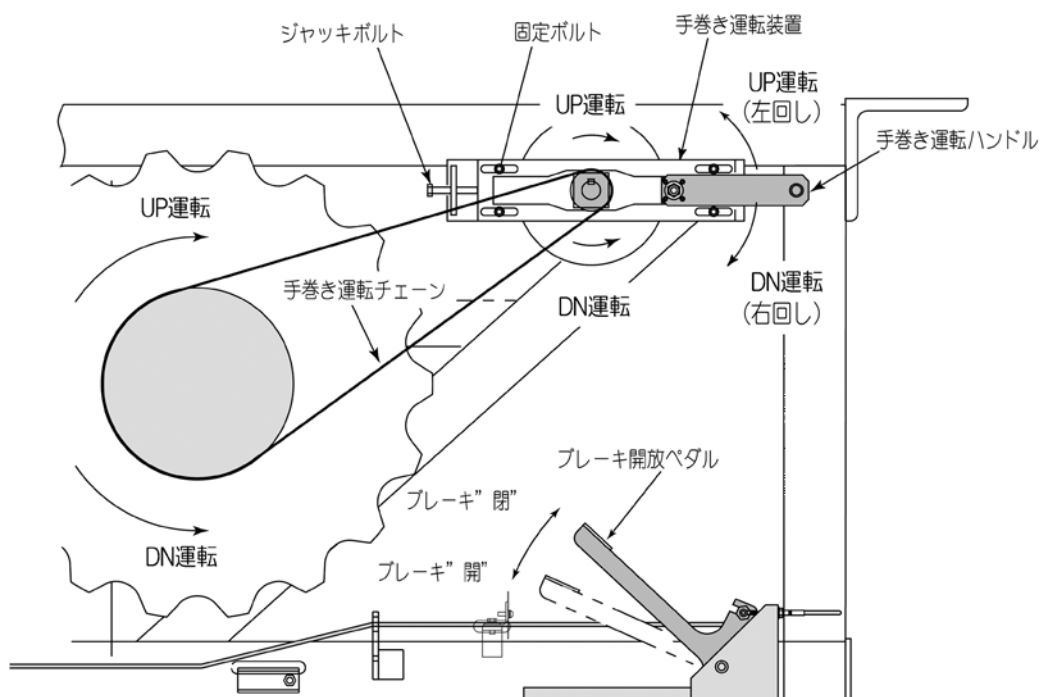 ジャッキボルト
固定ボルト
手巻き運転装置
UP運転
UP運転
(左回し)
手巻き運転ハンドル
UP運転
手巻き運転チェーン
DN運転
DN運転
(右回し)
ブレーキ開放ペダル
ブレーキ”閉”
DN運転
ブレーキ”開”